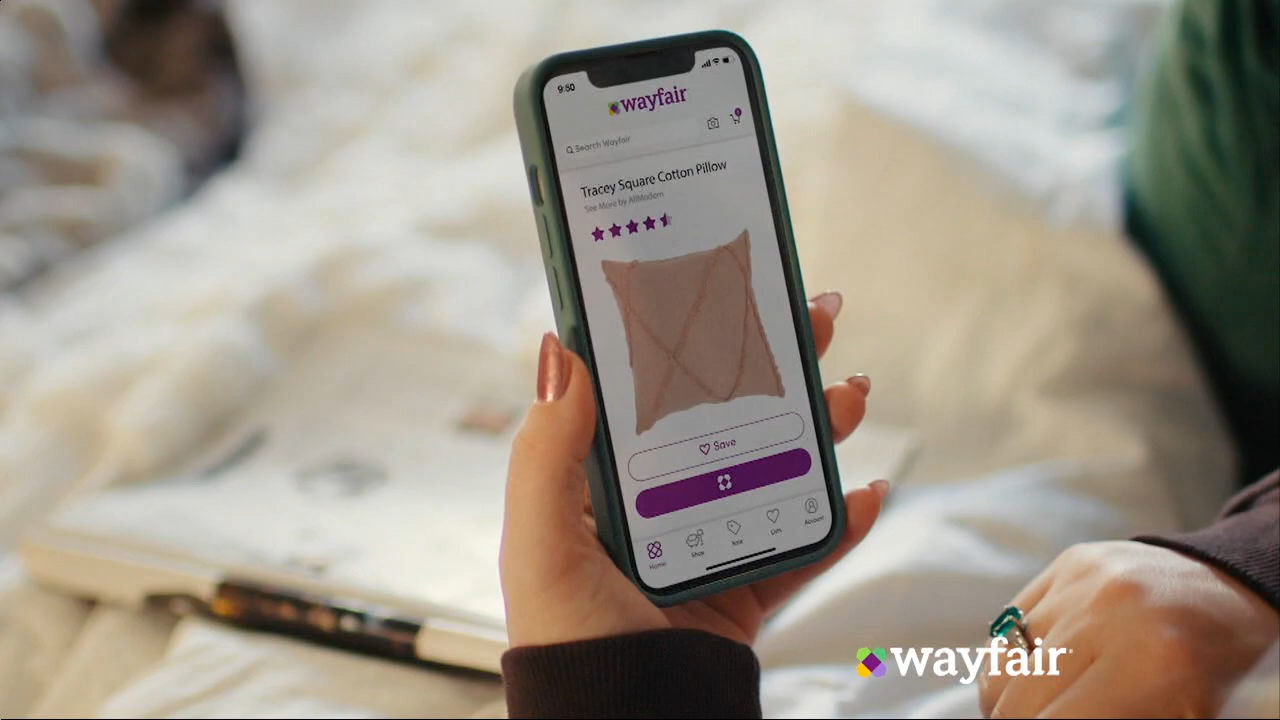 9:50
wayfair
Search Wayfair
Tracey Square Cotton Pillow
See More by AllModern
Save
Home
Shop
Sale
Lists
Account
wayfair